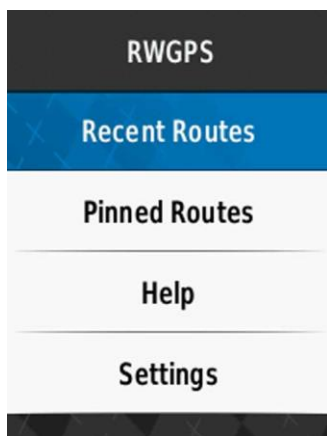 RWGPS
Recent Routes
Pinned Routes
Help
Settings